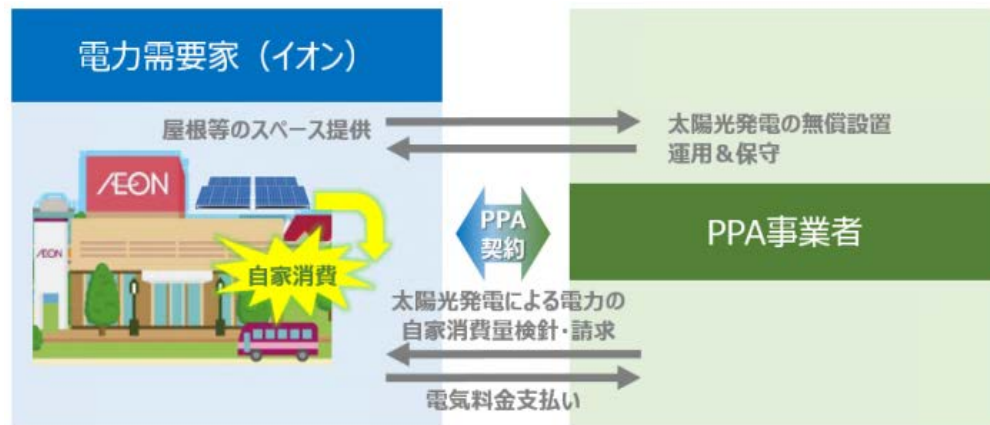 電力需要家（イオン）
屋根等のスペース提供
太陽光発電の無償設置
運用＆保守
ÆON
ÆON
自家消費
PPA
契約
PPA事業者
太陽光発電による電力の
自家消費量検針・請求
電気料金支払い